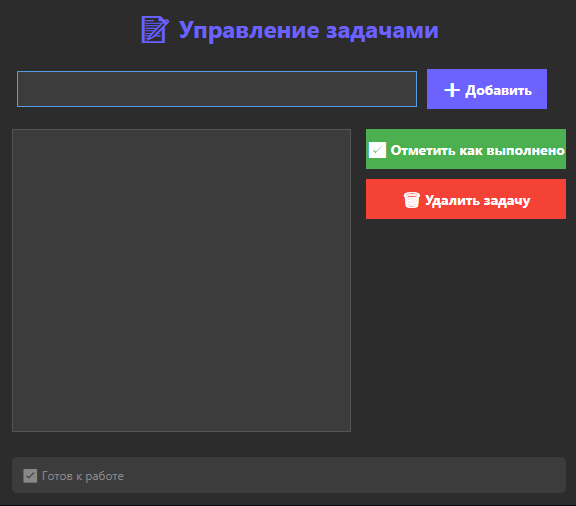 📝 Управление задачами
➕ Добавить
✅ Отметить как выполнено
🗑 Удалить задачу
✅ Готов к работе